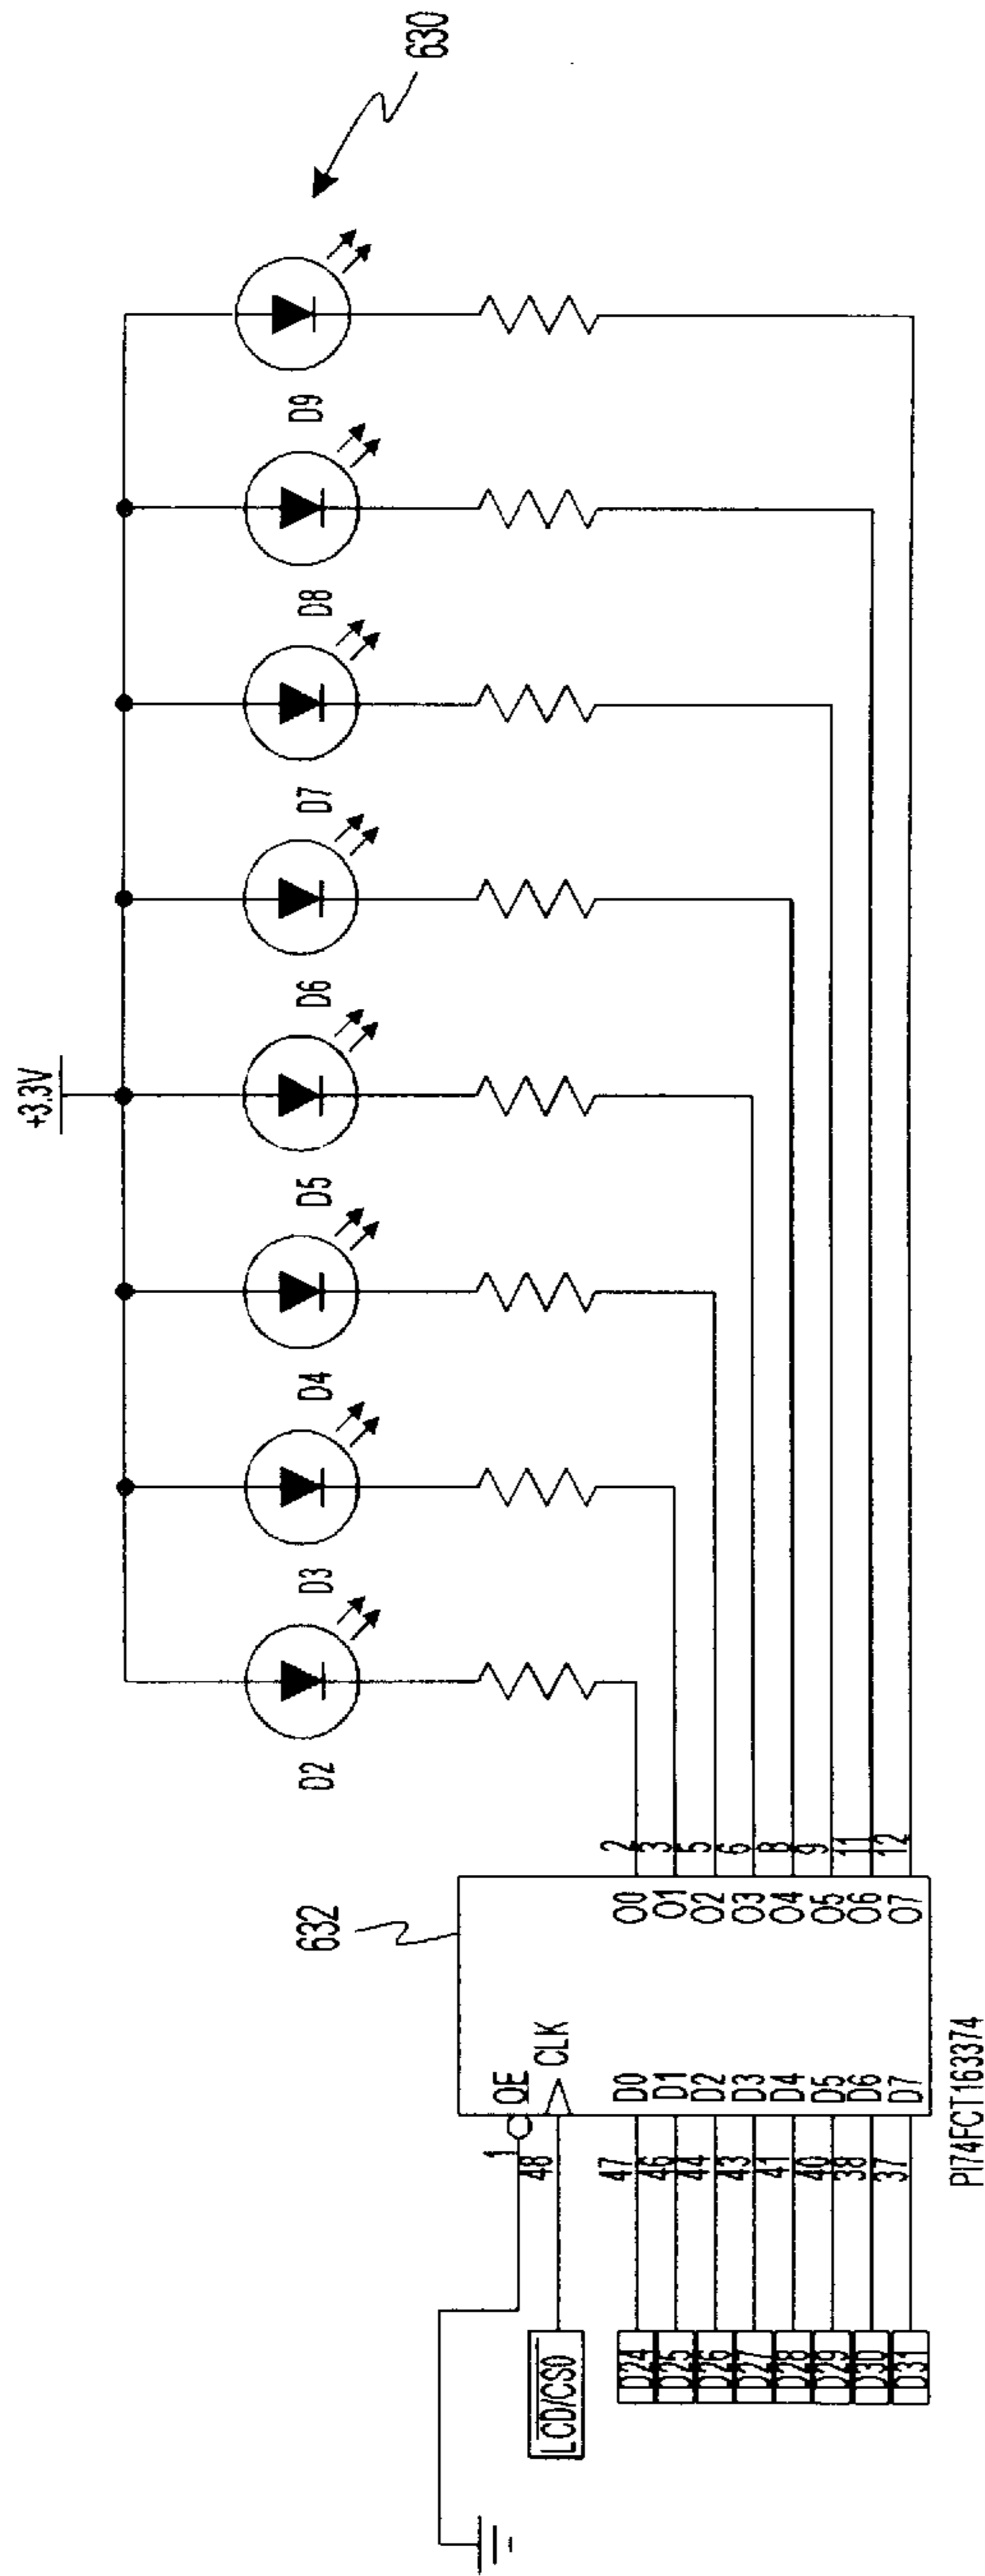 630
+3.3V
D9
D8
D7
D6
D5
D4
D3
D2
632
OE
CLK
1
48
LCD/CS0
D24 47 D0 O0 2
D25 46 D1 O1 3
D26 44 D2 O2 5
D27 43 D3 O3 6
D28 41 D4 O4 8
D29 40 D5 O5 9
D30 38 D6 O6 11
D31 37 D7 O7 12
PI74FCT163374